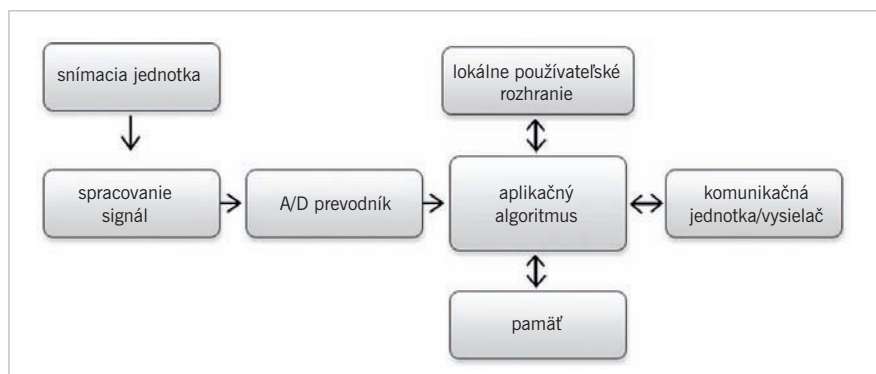 snímacia jednotka
lokálne používateľské
rozhranie
spracovanie
signál
A/D prevodník
aplikačný
algoritmus
komunikačná
jednotka/vysielač
pamäť